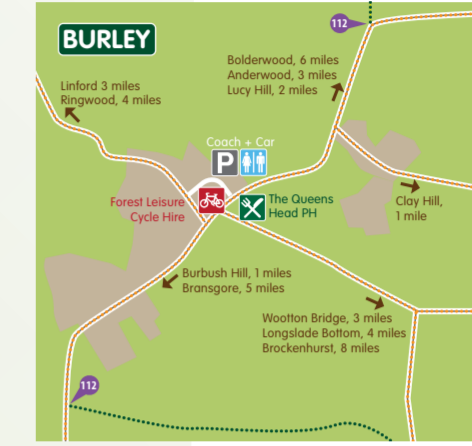 BURLEY
112
Bolderwood, 6 miles
Anderwood, 3 miles
Lucy Hill, 2 miles
Linford 3 miles
Ringwood, 4 miles
Coach + Car
P
Forest Leisure
Cycle Hire
The Queens
Head PH
Clay Hill,
1 mile
Burbush Hill, 1 miles
Bransgore, 5 miles
Wootton Bridge, 3 miles
Longslade Bottom, 4 miles
Brockenhurst, 8 miles
112